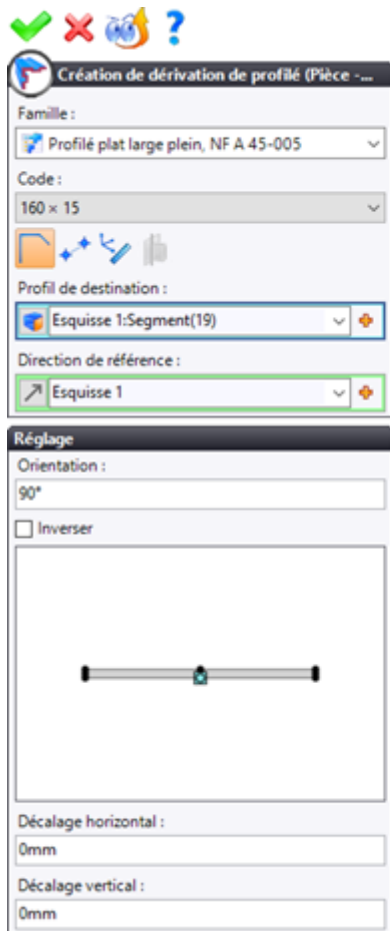 ?
Création de dérivation de profilé (Pièce -...
Famille :
Profilé plat large plein, NF A 45-005
Code :
160 × 15
Profil de destination :
Esquisse 1:Segment(19)
Direction de référence :
Esquisse 1
Réglage
Orientation :
90°
Inverser
Décalage horizontal :
0mm
Décalage vertical :
0mm